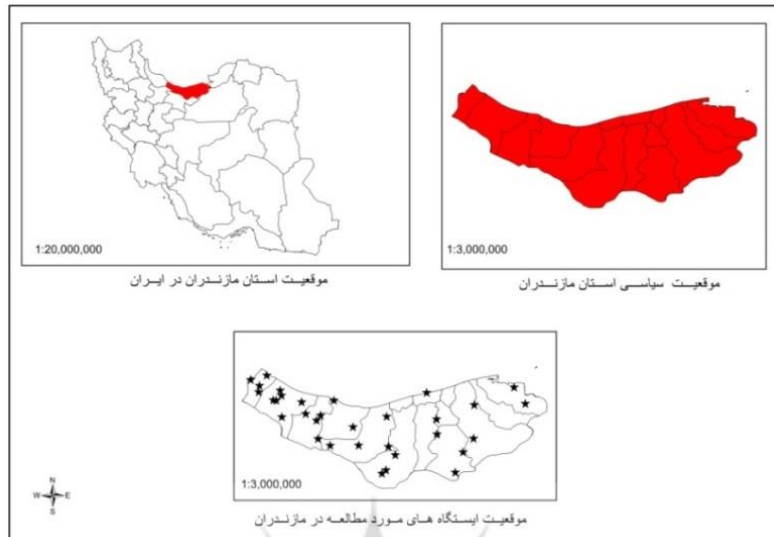 1:20,000,000
موقعیت استان مازندران در ایران
1:3,000,000
موقعیت سیاسی استان مازندران
1:3,000,000
موقعیت ایستگاه های مورد مطالعه در مازندران
N
W E
S